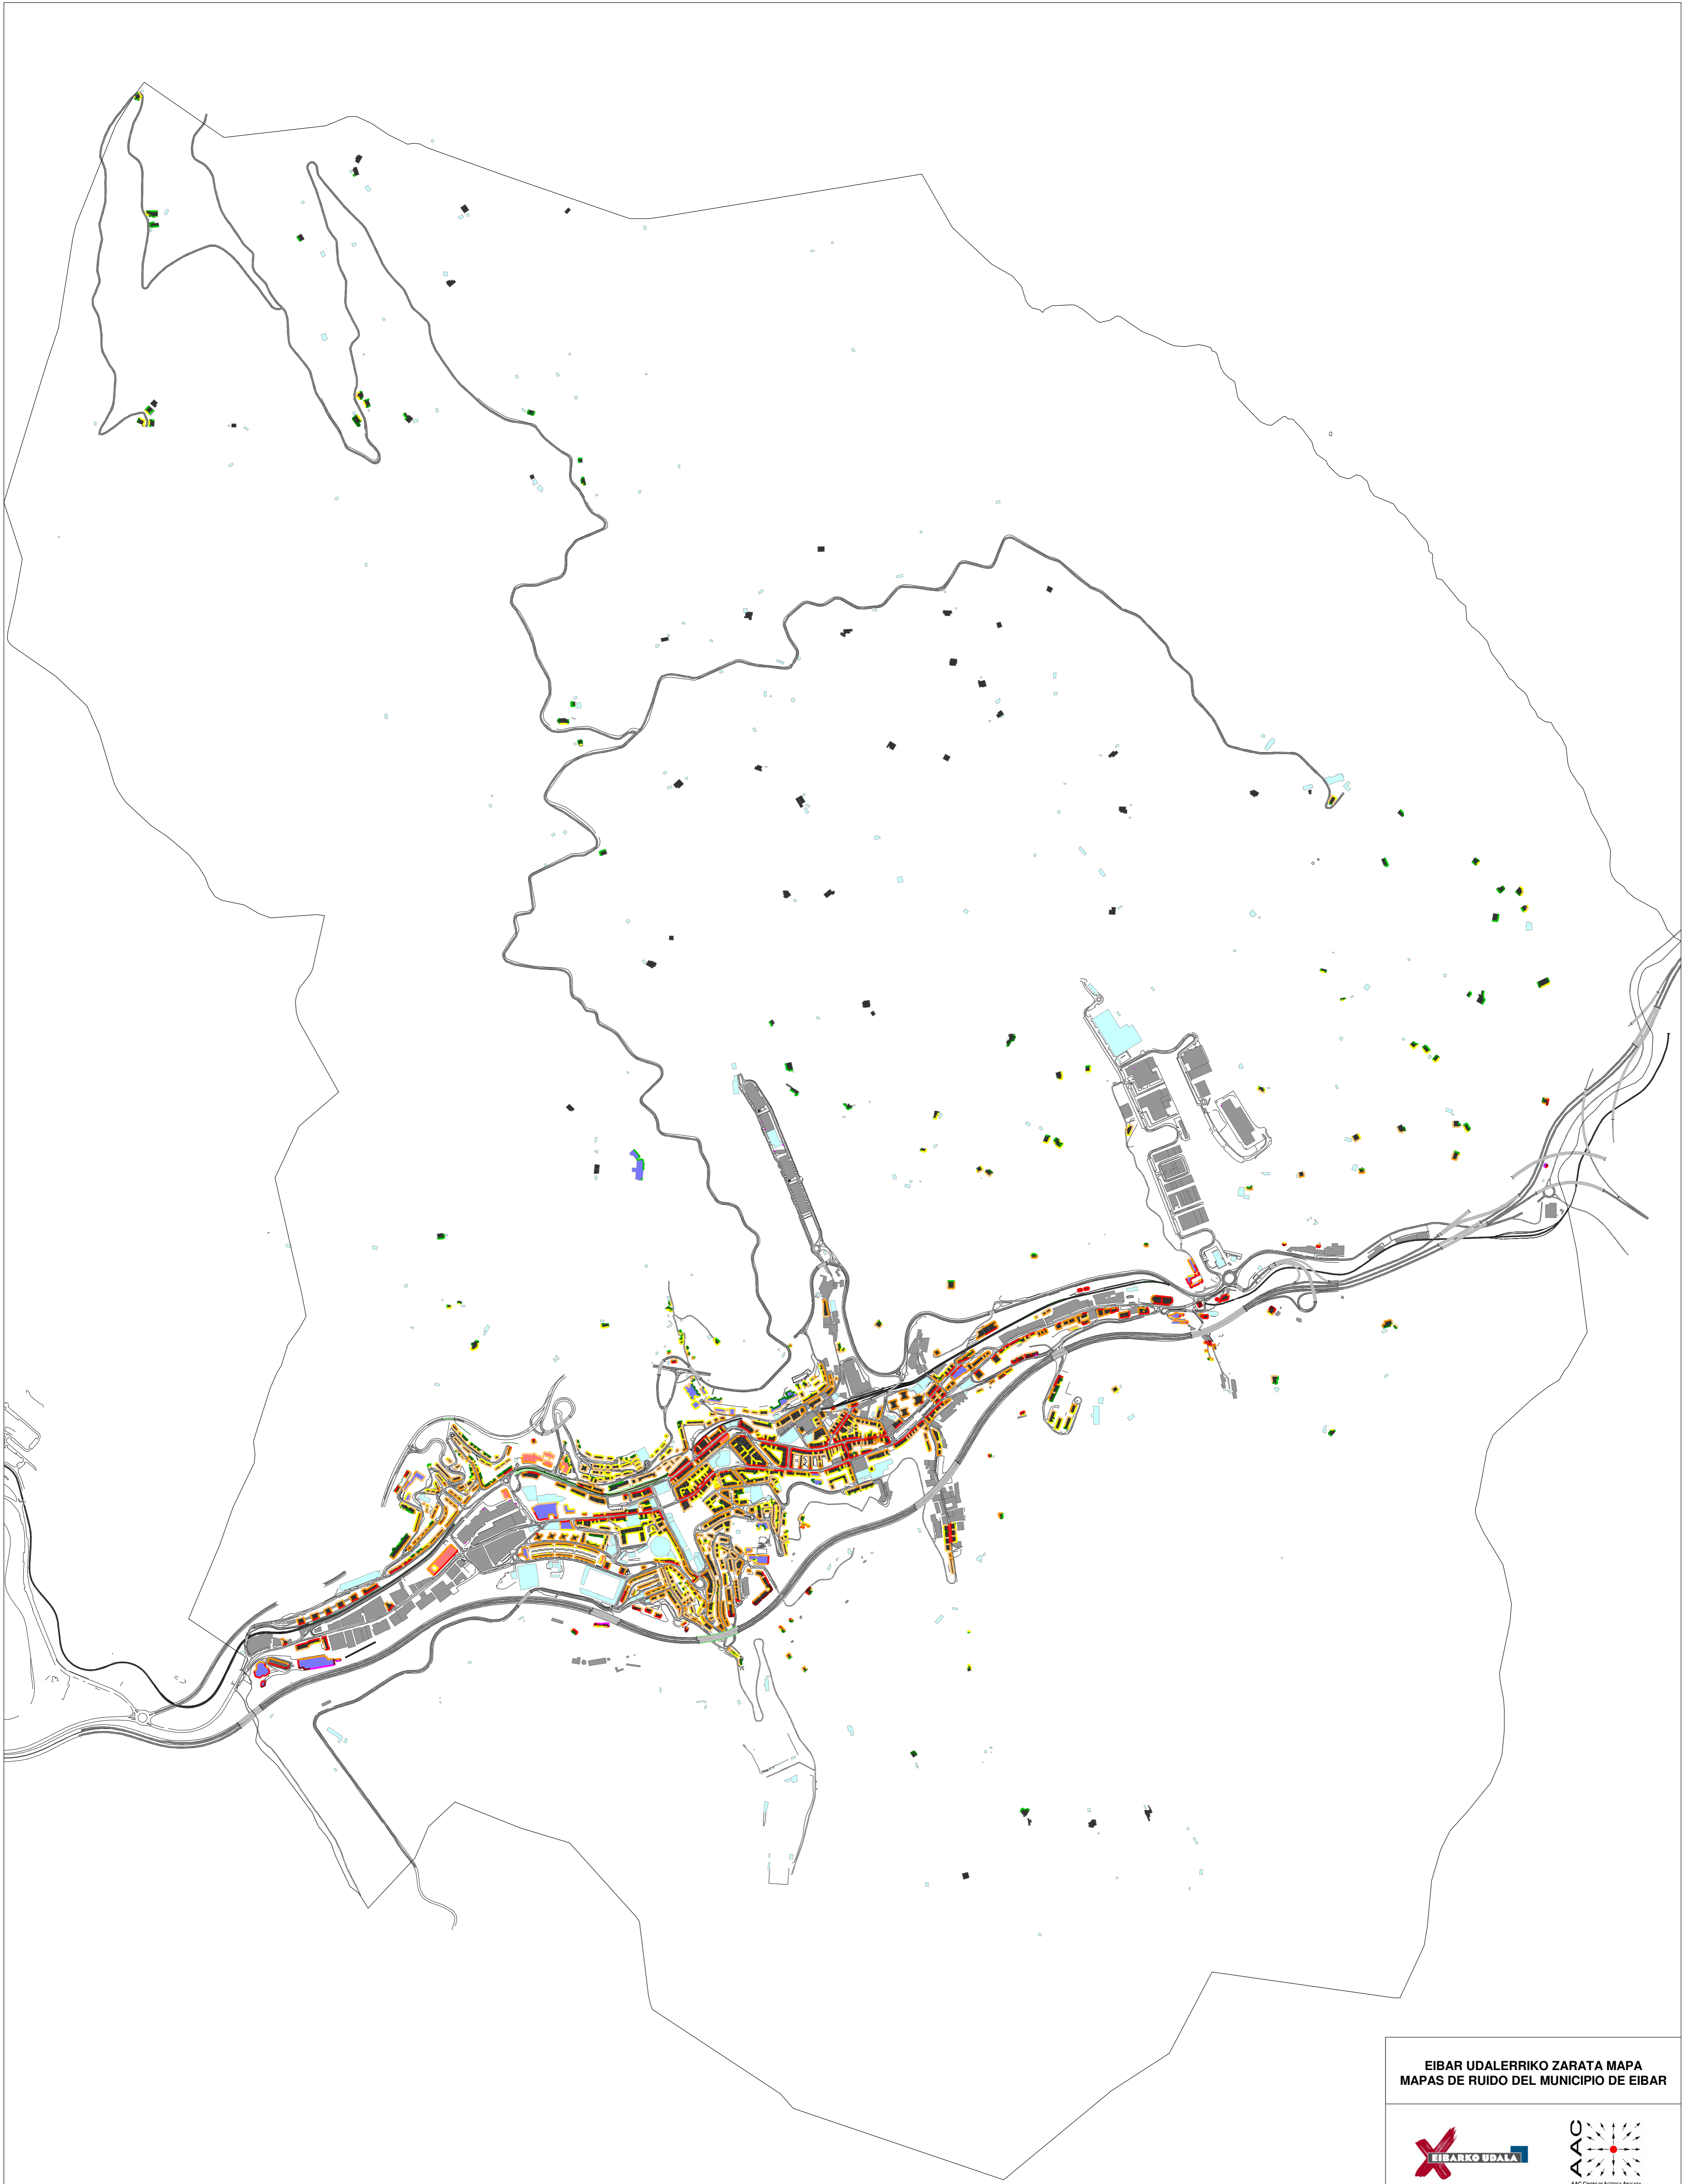 EIBAR UDALERRIKO ZARATA MAPA
MAPAS DE RUIDO DEL MUNICIPIO DE EIBAR
EIBARKO UDALA
AAC